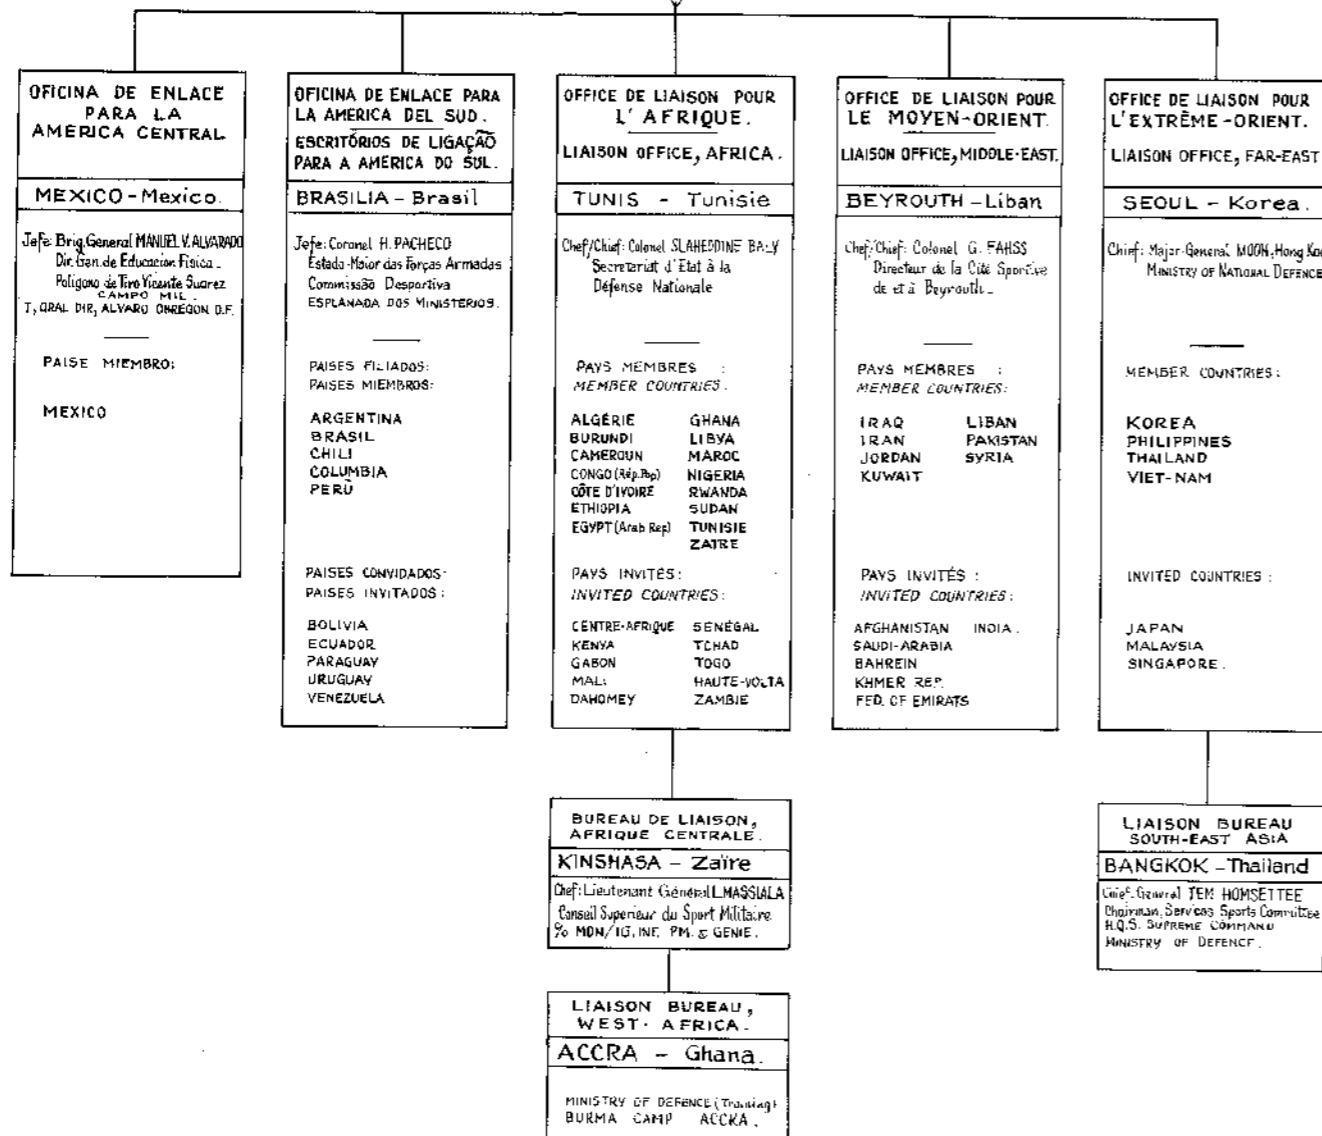 OFICINA DE ENLACE
PARA LA
AMÉRICA CENTRAL
MEXICO - Mexico.
Jefe: Brig. General MANUEL V. ALVARADO
Dir. Gen. de Educacion Fisica.
Poligono de Tiro Vicente Suarez
CAMPO MIL.
T, GRAL DIR, ALVARO OBREGON D.F.
PAISE MIEMBRO:
MEXICO
OFICINA DE ENLACE PARA
LA AMÉRICA DEL SUD.
ESCRITÓRIOS DE LIGAÇÃO
PARA A AMÉRICA DO SUL.
BRASILIA - Brasil
Jefe: Coronel H. PACHECO
Estado-Maior das Forças Armadas
Commissão Desportiva
ESPLANADA DOS MINISTERIOS.
PAISES FILIADOS:
PAISES MIEMBROS:
ARGENTINA
BRASIL
CHILI
COLUMBIA
PERÙ
PAISES CONVIDADOS:
PAISES INVITADOS:
BOLIVIA
ECUADOR
PARAGUAY
URUGUAY
VENEZUELA
OFFICE DE LIAISON POUR
L'AFRIQUE.
LIAISON OFFICE, AFRICA.
TUNIS - Tunisie
Chef/Chief: Colonel SLAHEDDINE BALY
Secretariat d'Etat à la
Défense Nationale
PAYS MEMBRES :
MEMBER COUNTRIES.
ALGÉRIE GHANA
BURUNDI LIBYA
CAMEROUN MAROC
CONGO (Rép. Pop) NIGERIA
CÔTE D'IVOIRE RWANDA
ETHIOPIA SUDAN
EGYPT (Arab Rep) TUNISIE
ZAÏRE
PAYS INVITÉS :
INVITED COUNTRIES :
CENTRE-AFRIQUE SENÉGAL
KENYA TCHAD
GABON TOGO
MALI HAUTE-VOLTA
DAHOMEY ZAMBIE
BUREAU DE LIAISON,
AFRIQUE CENTRALE.
KINSHASA - Zaïre
Chef: Lieutenant Général L. MASSIALA
Conseil Superieur du Sport Militaire
c/o MDN/IG, INF. PM. & GENIE.
LIAISON BUREAU,
WEST. AFRICA.
ACCRA - Ghana.
MINISTRY OF DEFENCE (Training)
BURMA CAMP ACCRA.
OFFICE DE LIAISON POUR
LE MOYEN-ORIENT.
LIAISON OFFICE, MIDDLE-EAST.
BEYROUTH - Liban
Chef/Chief: Colonel G. FAHSS
Directeur de la Cité Sportive
de et à Beyrouth.
PAYS MEMBRES :
MEMBER COUNTRIES:
IRAQ LIBAN
IRAN PAKISTAN
JORDAN SYRIA
KUWAIT
PAYS INVITÉS :
INVITED COUNTRIES :
AFGHANISTAN INDIA.
SAUDI-ARABIA
BAHREIN
KHMER REP.
FED. OF EMIRATS
OFFICE DE LIAISON POUR
L'EXTRÊME-ORIENT.
LIAISON OFFICE, FAR-EAST
SEOUL - Korea.
Chief: Major-General MOON, Hong
MINISTRY OF NATIONAL DEFENCE
MEMBER COUNTRIES :
KOREA
PHILIPPINES
THAILAND
VIET-NAM
INVITED COUNTRIES :
JAPAN
MALAYSIA
SINGAPORE.
LIAISON BUREAU
SOUTH-EAST ASIA
BANGKOK - Thailand
Chief: General TEM HOMSETTEE
Chairman, Services Sports Committee
H.Q.S. SUPREME COMMAND
MINISTRY OF DEFENCE.